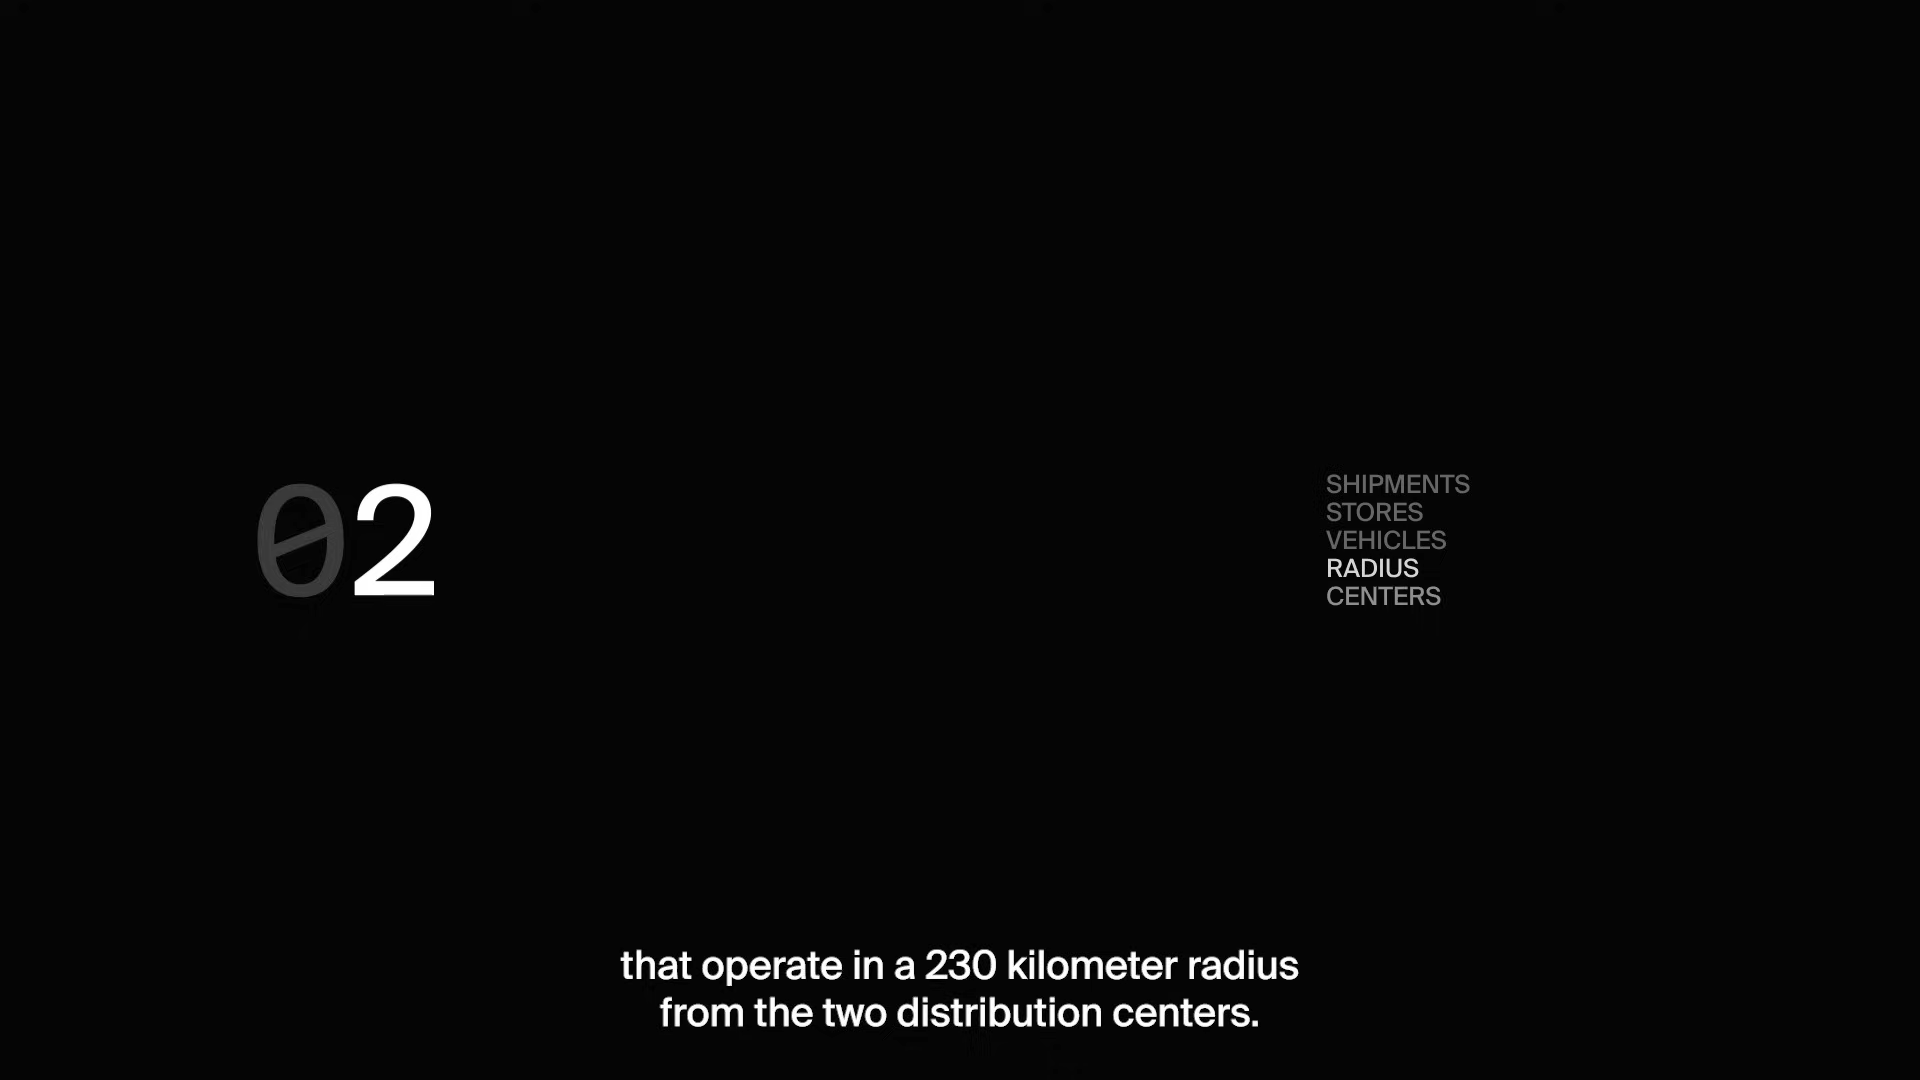 02
SHIPMENTS
STORES
VEHICLES
RADIUS
CENTERS
that operate in a 230 kilometer radius
from the two distribution centers.